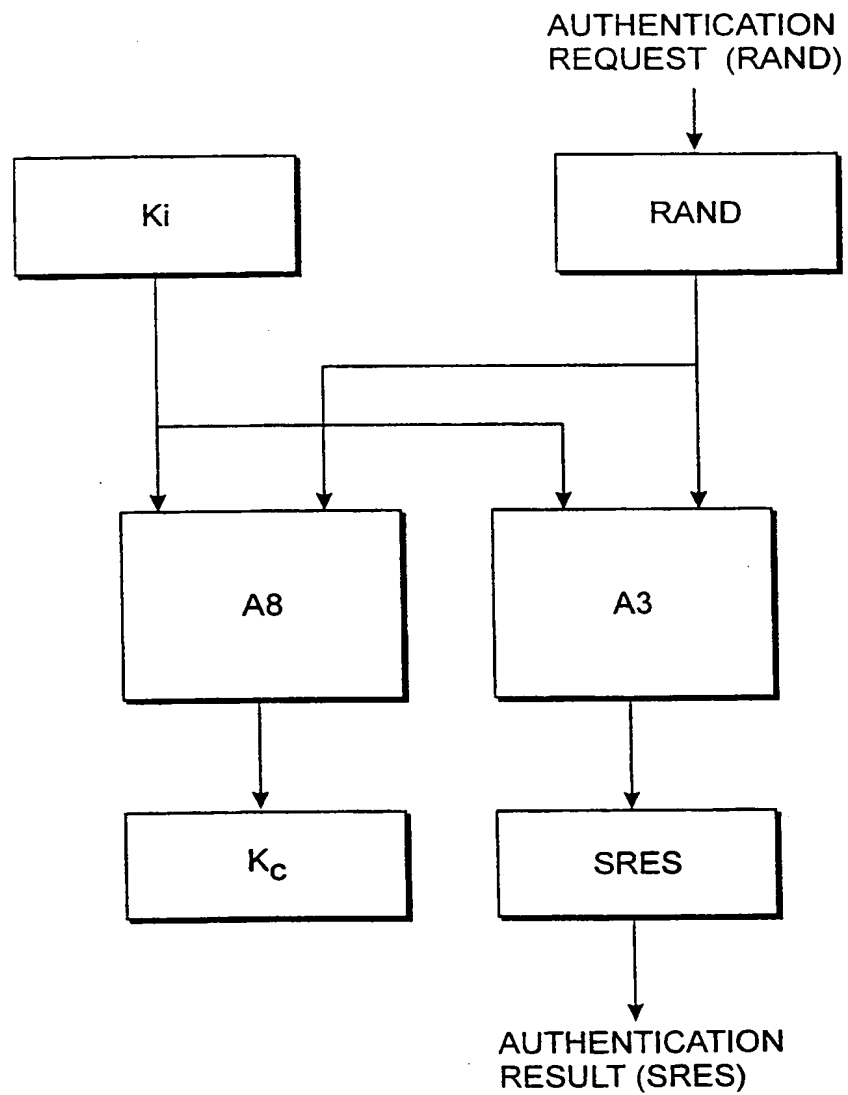 AUTHENTICATION
REQUEST (RAND)
Ki
RAND
A8
A3
Kc
SRES
AUTHENTICATION
RESULT (SRES)